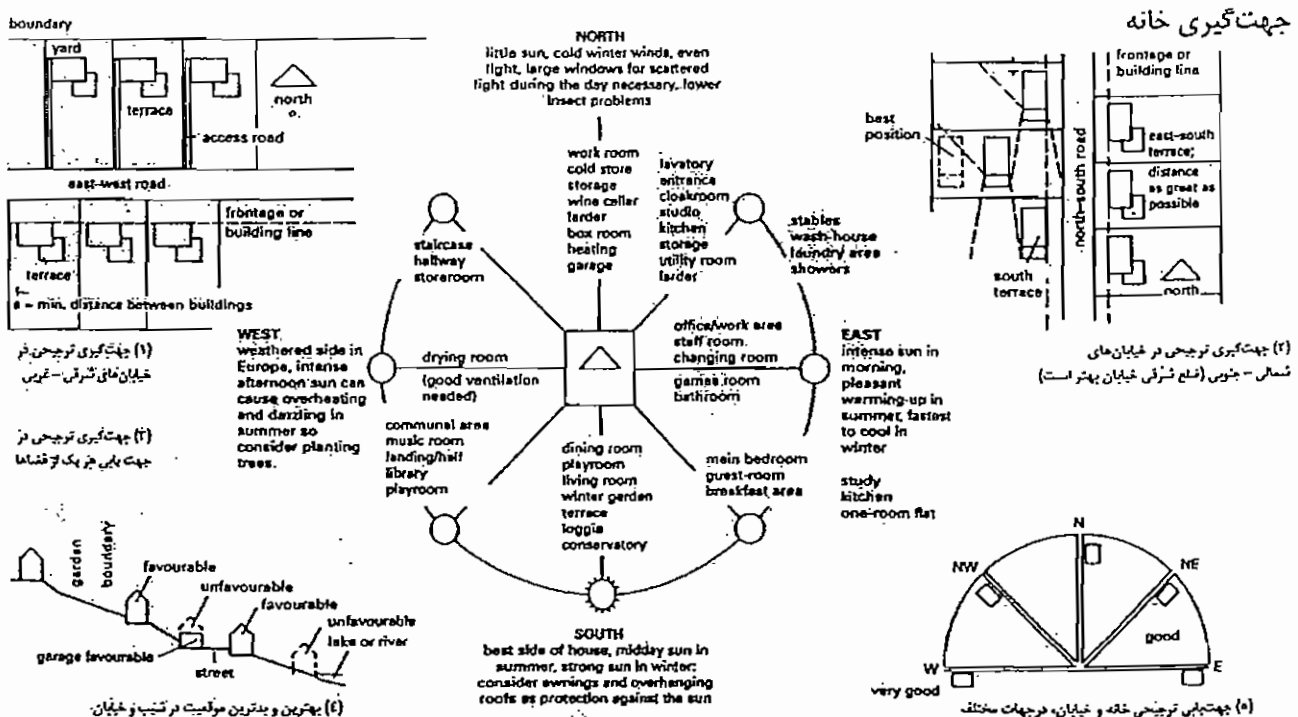 جهت‌گیری خانه
boundary
yard
terrace
north
access road
east-west road
frontage or
building line
terrace
a – min. distance between buildings
(۱) جهت‌گیری ترجیحی در
خیابان‌های شرقی – غربی
(۳) جهت‌گیری ترجیحی در
جهت یابی هر یک از فضاها
NORTH
little sun, cold winter winds, even
light, large windows for scattered
light during the day necessary, lower
insect problems
work room
cold store
storage
wine cellar
larder
box room
heating
garage
lavatory
entrance
cloakroom
studio
kitchen
storage
utility room
larder
staircase
hallway
storeroom
stables
wash-house
laundry area
showers
WEST
weathered side in
Europe, intense
afternoon sun can
cause overheating
and dazzling in
summer so
consider planting
trees.
drying room
(good ventilation
needed)
office/work area
staff room
changing room
games room
bathroom
EAST
intense sun in
morning,
pleasant
warming-up in
summer, fastest
to cool in
winter
study
kitchen
one-room flat
communal area
music room
landing/hall
library
playroom
dining room
playroom
living room
winter garden
terrace
loggia
conservatory
main bedroom
guest-room
breakfast area
SOUTH
best side of house, midday sun in
summer, strong sun in winter;
consider awnings and overhanging
roofs as protection against the sun
best
position
south
terrace
north-south road
frontage or
building line
east-south
terrace;
distance
as great as
possible
north
(۲) جهت‌گیری ترجیحی در خیابان‌های
شمالی – جنوبی (ضلع شرقی خیابان بهتر است)
garden
boundary
favourable
unfavourable
favourable
unfavourable
lake or river
garage favourable
street
(٤) بهترین و بدترین موقعیت در شیب و خیابان.
N
NW
NE
W
E
good
very good
(۵) جهت‌یابی ترجیحی خانه و خیابان، درجهات مختلف